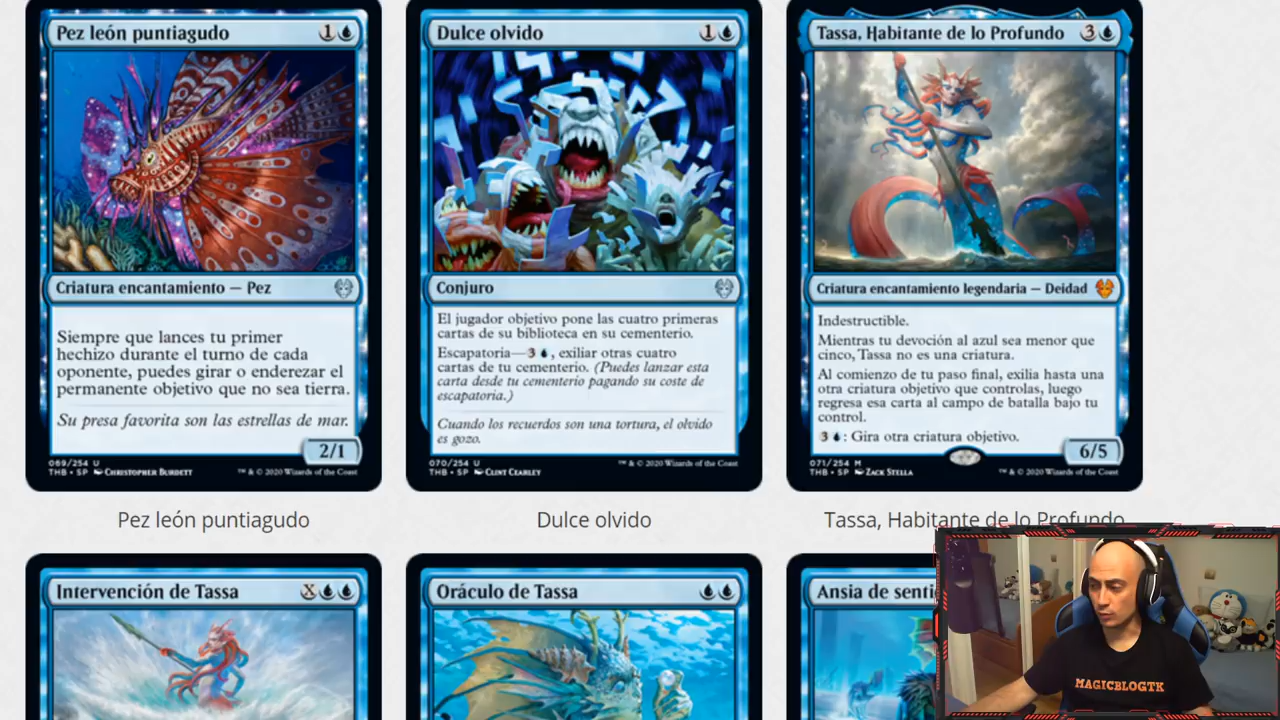 Pez león puntiagudo 1
Criatura encantamiento — Pez
Siempre que lances tu primer
hechizo durante el turno de cada
oponente, puedes girar o enderezar el
permanente objetivo que no sea tierra.
Su presa favorita son las estrellas de mar.
2/1
069/254 U
THB • SP Christopher Burdett
™ & © 2020 Wizards of the Coast
Dulce olvido 1
Conjuro
El jugador objetivo pone las cuatro primeras
cartas de su biblioteca en su cementerio.
Escapatoria—3, exiliar otras cuatro
cartas de tu cementerio. (Puedes lanzar esta
carta desde tu cementerio pagando su coste de
escapatoria.)
Cuando los recuerdos son una tortura, el olvido
es gozo.
070/254 U
THB • SP Clint Cearley
™ & © 2020 Wizards of the Coast
Tassa, Habitante de lo Profundo 3
Criatura encantamiento legendaria — Deidad
Indestructible.
Mientras tu devoción al azul sea menor que
cinco, Tassa no es una criatura.
Al comienzo de tu paso final, exilia hasta una
otra criatura objetivo que controlas, luego
regresa esa carta al campo de batalla bajo tu
control.
3: Gira otra criatura objetivo.
6/5
071/254 M
THB • SP Zack Stella
™ & © 2020 Wizards of the Coast
Pez león puntiagudo
Dulce olvido
Tassa, Habitante de lo Profundo
Intervención de Tassa X
Oráculo de Tassa
Ansia de senti
MAGICBLOGTK